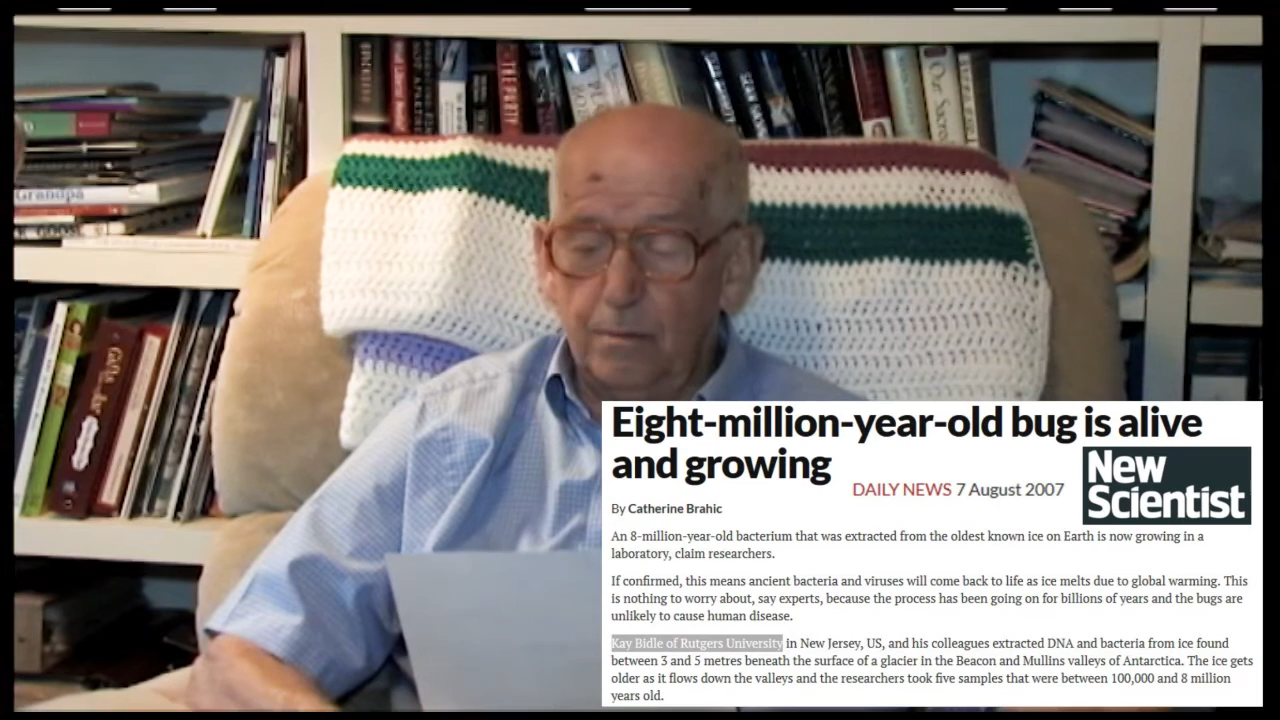 Grandpa
Eight-million-year-old bug is alive
and growing
DAILY NEWS 7 August 2007
New
Scientist
By Catherine Brahic
An 8-million-year-old bacterium that was extracted from the oldest known ice on Earth is now growing in a
laboratory, claim researchers.
If confirmed, this means ancient bacteria and viruses will come back to life as ice melts due to global warming. This
is nothing to worry about, say experts, because the process has been going on for billions of years and the bugs are
unlikely to cause human disease.
Kay Bidle of Rutgers University in New Jersey, US, and his colleagues extracted DNA and bacteria from ice found
between 3 and 5 metres beneath the surface of a glacier in the Beacon and Mullins valleys of Antarctica. The ice gets
older as it flows down the valleys and the researchers took five samples that were between 100,000 and 8 million
years old.